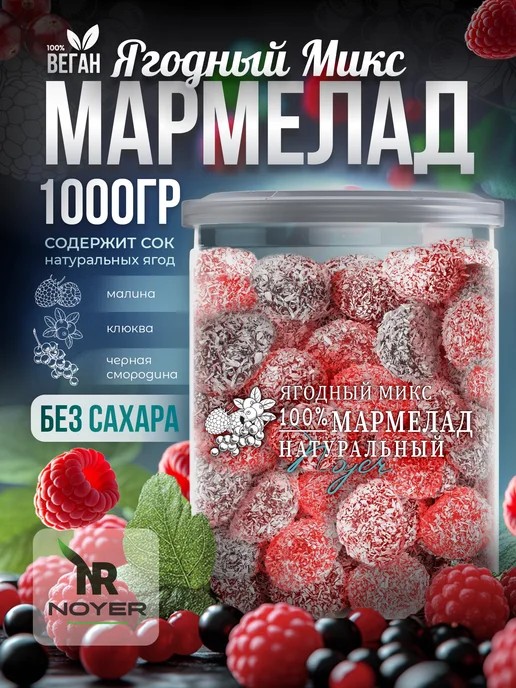 100%
ВЕГАН
Ягодный Микс
МАРМЕЛАД
1000ГР
СОДЕРЖИТ СОК
натуральных ягод
малина
клюква
черная
смородина
БЕЗ САХАРА
ЯГОДНЫЙ МИКС
100% МАРМЕЛАД
НАТУРАЛЬНЫЙ
Noyer
NR
NOYER